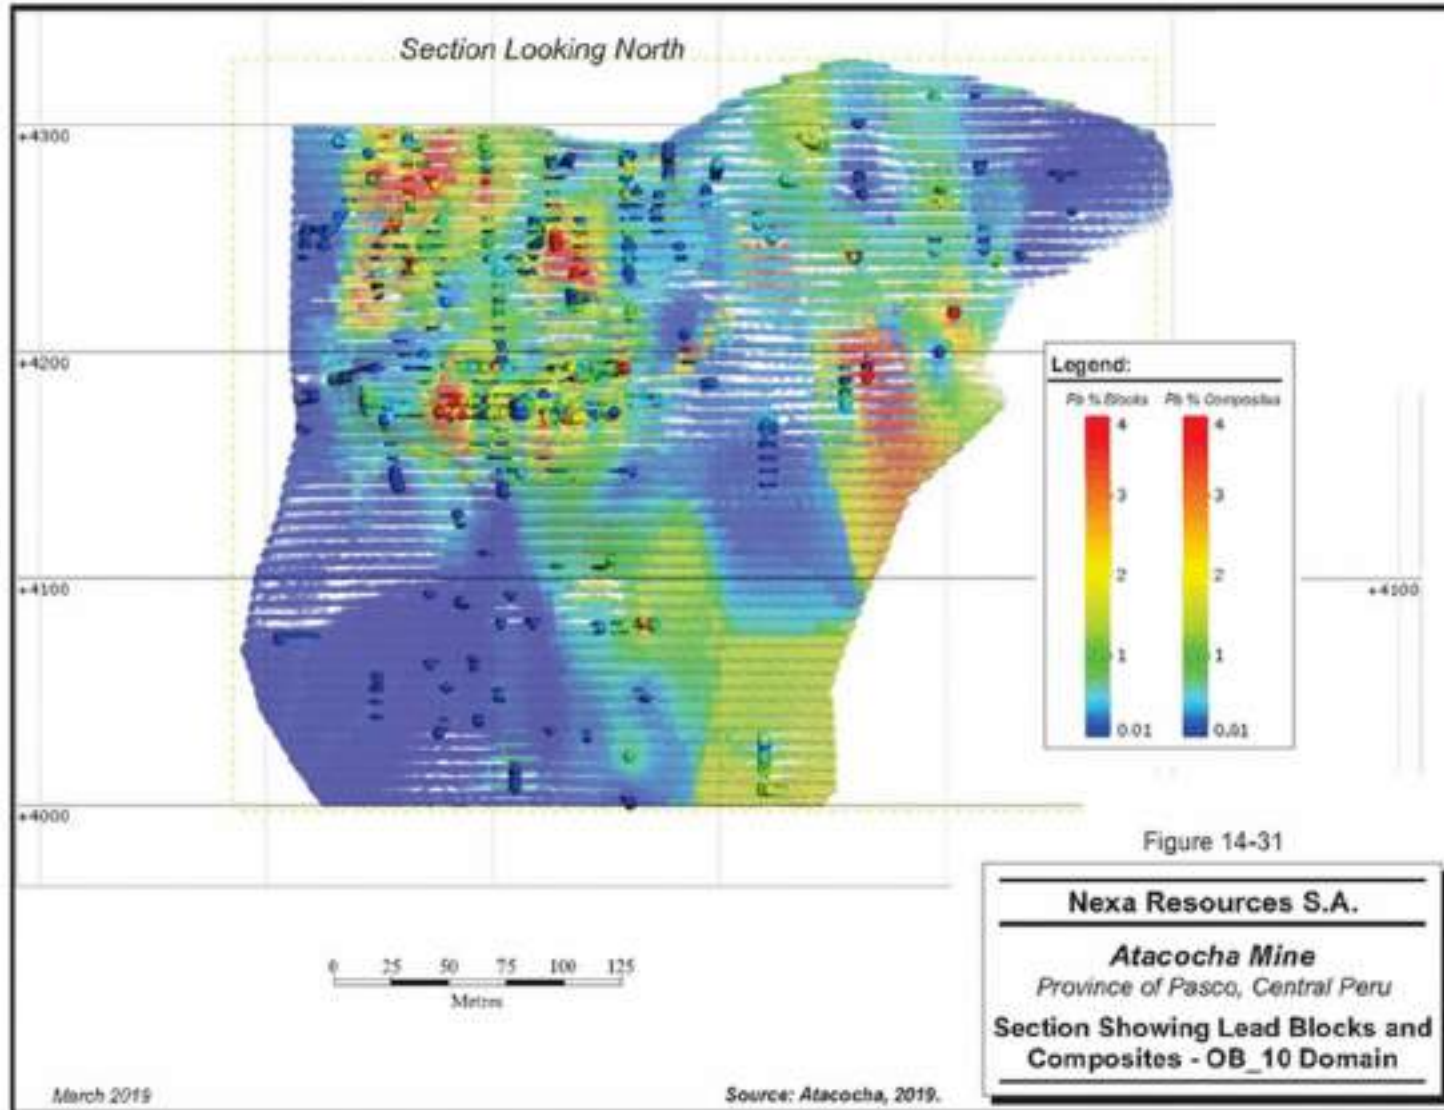 Section Looking North
+4300
+4200
+4100
+4100
+4000
Legend:
Pb % Blocks Pb % Composites
4 4
3 3
2 2
1 1
0.01 0.01
Figure 14-31
Nexa Resources S.A.
Atacocha Mine
Province of Pasco, Central Peru
Section Showing Lead Blocks and
Composites - OB_10 Domain
0 25 50 75 100 125
Metres
March 2019
Source: Atacocha, 2019.